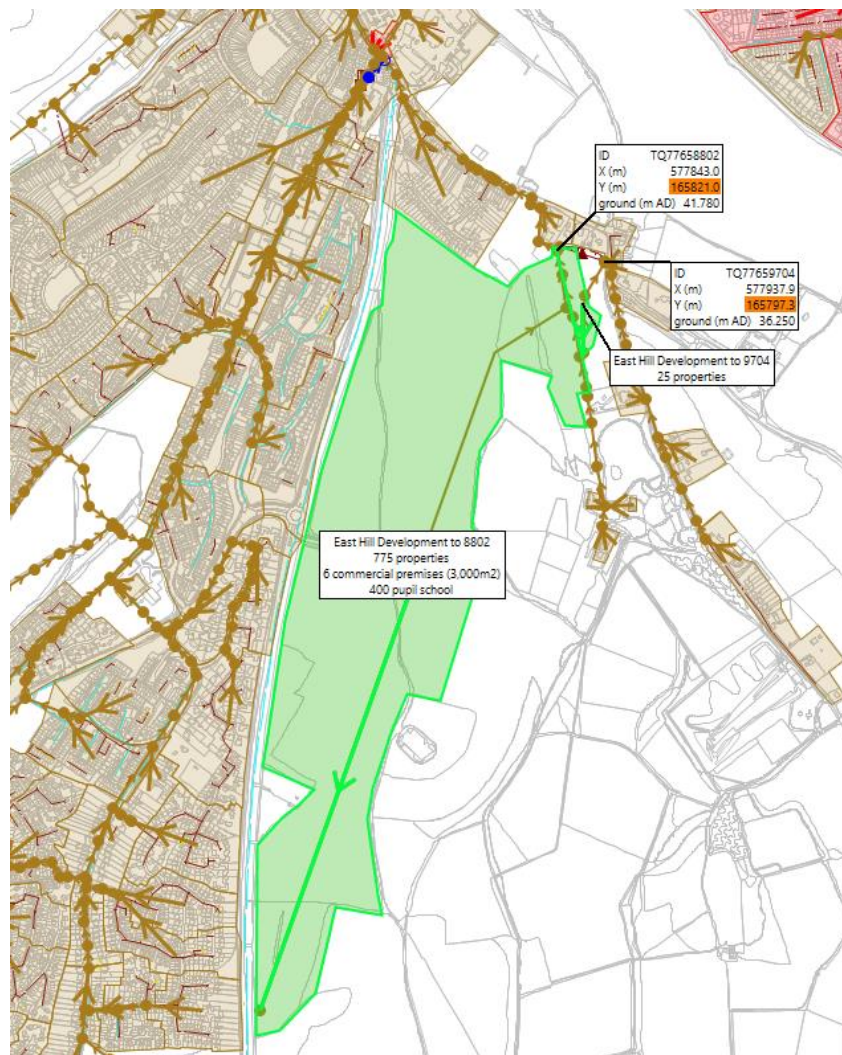 ID TQ77658802
X (m) 577843.0
Y (m) 165821.0
ground (m AD) 41.780
ID TQ77659704
X (m) 577937.9
Y (m) 165797.3
ground (m AD) 36.250
East Hill Development to 9704
25 properties
East Hill Development to 8802
775 properties
6 commercial premises (3,000m2)
400 pupil school